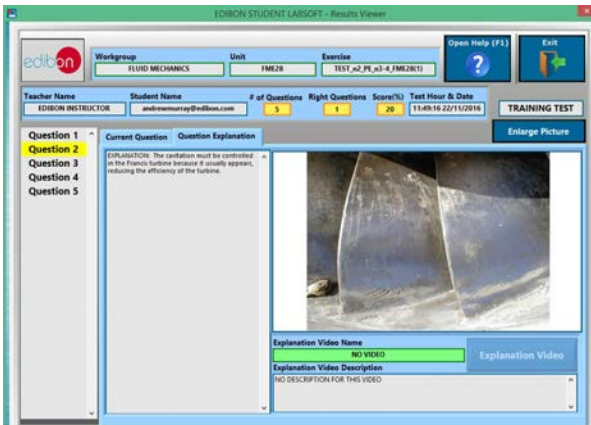 EDIBON STUDENT LABSOFT - Results Viewer
edibon
Workgroup
FLUID MECHANICS
Unit
FME28
Exercise
TEST_n2_PE_n3-4_FME28(1)
Open Help (F1)
?
Exit
Teacher Name
EDIBON INSTRUCTOR
Student Name
andrewmurray@edibon.com
# of Questions
5
Right Questions
1
Score(%)
20
Test Hour & Date
11:49:16 22/11/2016
TRAINING TEST
Enlarge Picture
Question 1
Question 2
Question 3
Question 4
Question 5
Current Question
Question Explanation
EXPLANATION: The cavitation must be controlled
in the Francis turbine because it usually appears,
reducing the efficiency of the turbine.
Explanation Video Name
NO VIDEO
Explanation Video
Explanation Video Description
NO DESCRIPTION FOR THIS VIDEO